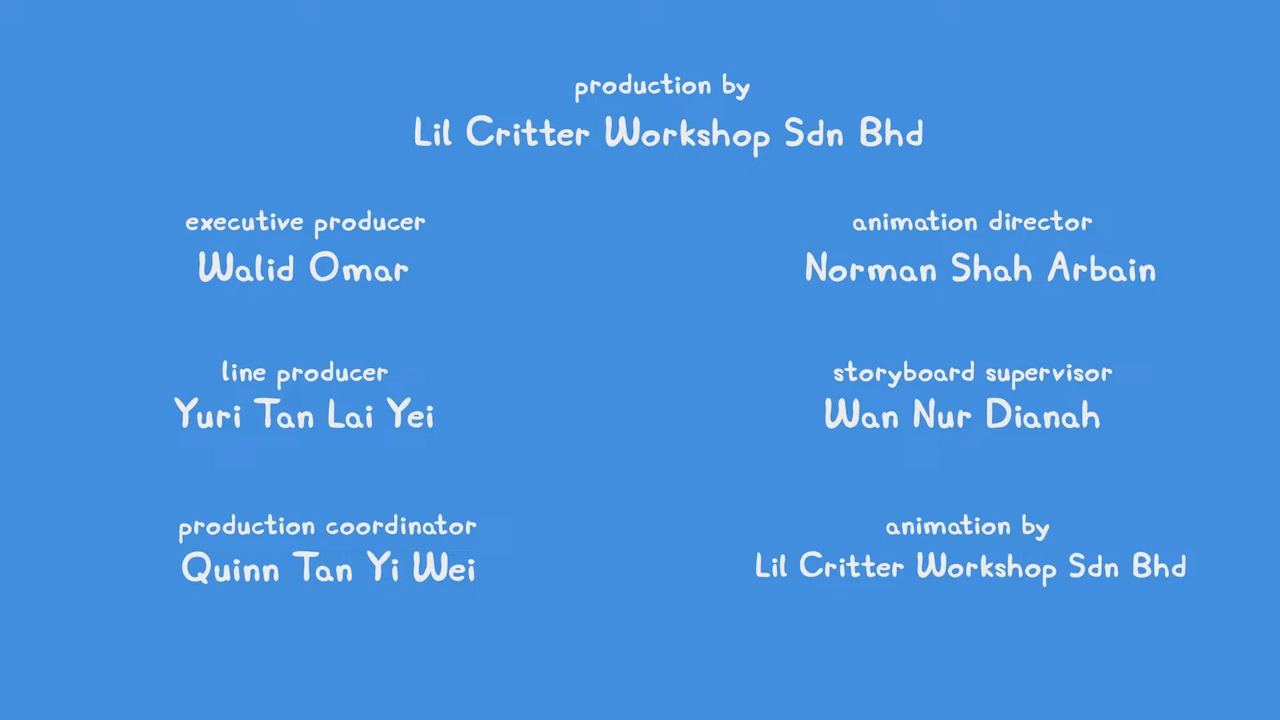 production by
Lil Critter Workshop Sdn Bhd
executive producer
Walid Omar
animation director
Norman Shah Arbain
line producer
Yuri Tan Lai Yei
storyboard supervisor
Wan Nur Dianah
production coordinator
Quinn Tan Yi Wei
animation by
Lil Critter Workshop Sdn Bhd